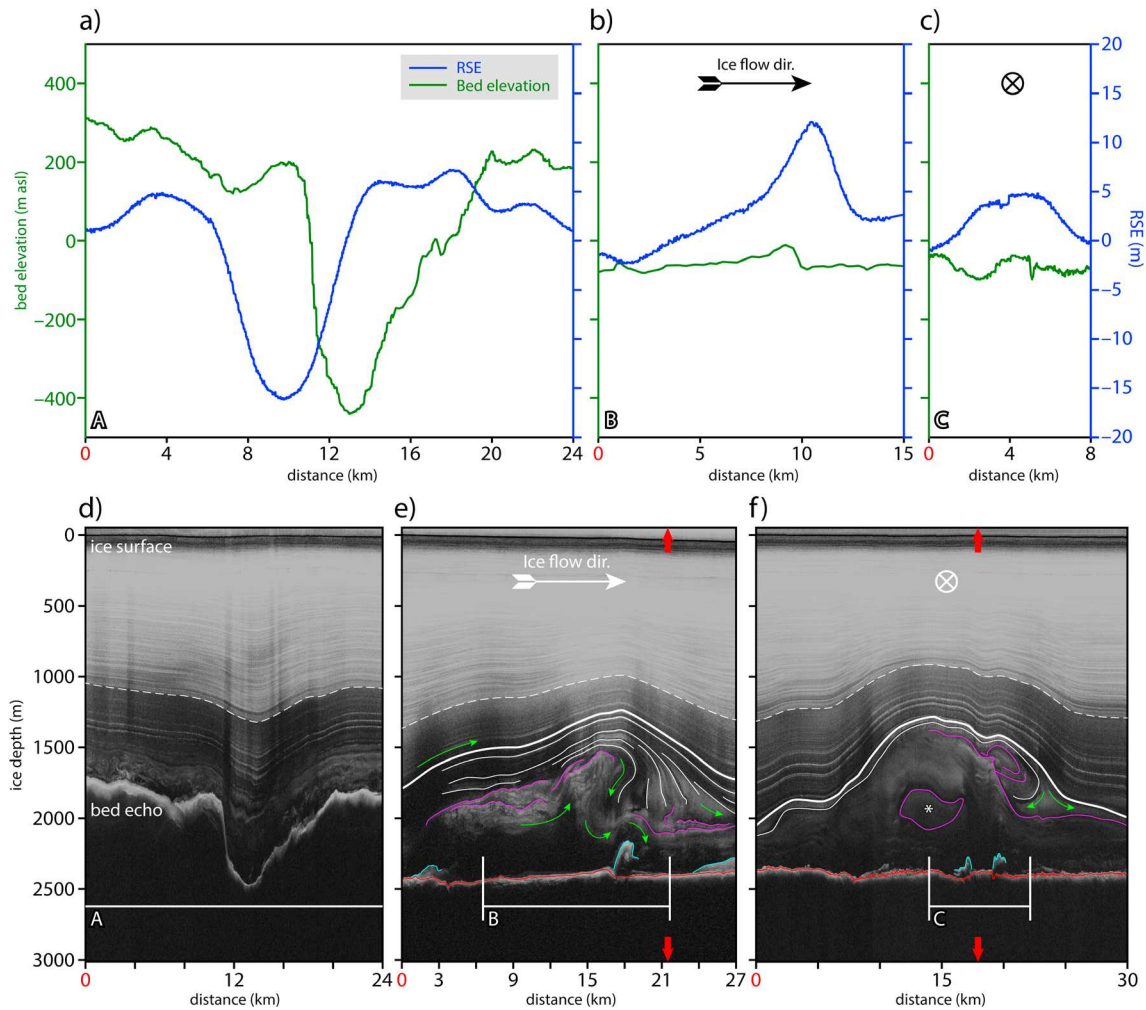 a)
b)
c)
RSE
Bed elevation
Ice flow dir.
400
200
0
−200
−400
bed elevation (m asl)
20
15
10
5
0
−5
−10
−15
−20
RSE (m)
A
B
C
0 4 8 12 16 20 24
0 5 10 15
0 4 8
distance (km)
distance (km)
distance (km)
d)
e)
f)
0
500
1000
1500
2000
2500
3000
ice depth (m)
ice surface
bed echo
Ice flow dir.
*
A
B
C
0 12 24
0 3 9 15 21 27
0 15 30
distance (km)
distance (km)
distance (km)